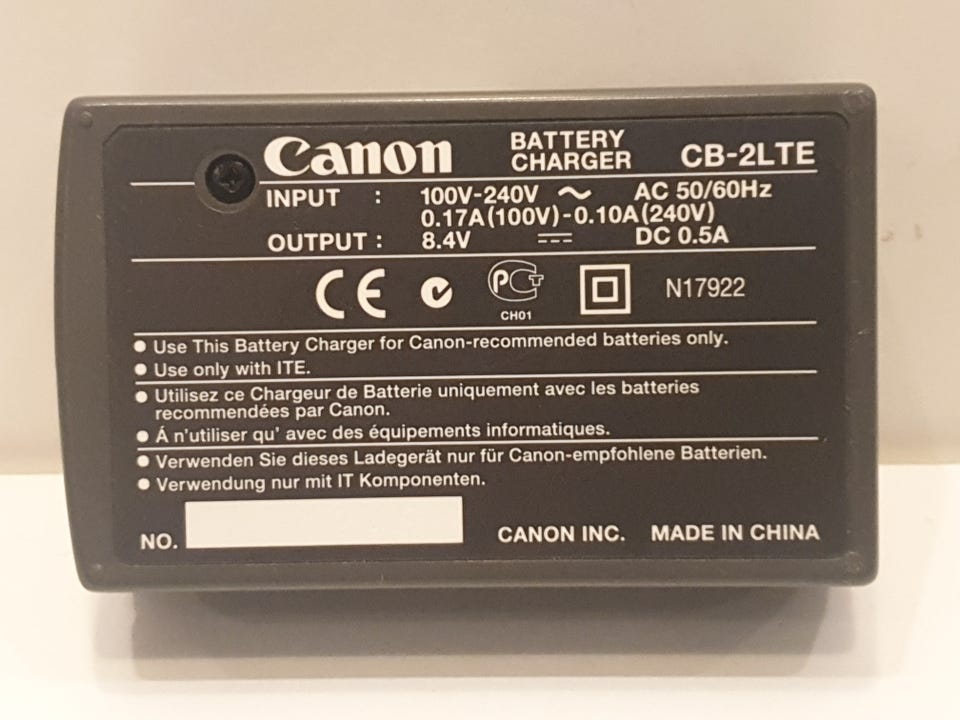 Canon BATTERY CHARGER CB-2LTE
INPUT : 100V-240V ~ AC 50/60Hz
0.17A(100V)-0.10A(240V)
OUTPUT : 8.4V ⎓ DC 0.5A
CE PCT CH01 N17922
● Use This Battery Charger for Canon-recommended batteries only.
● Use only with ITE.
● Utilisez ce Chargeur de Batterie uniquement avec les batteries
recommendées par Canon.
● Á n'utiliser qu' avec des équipements informatiques.
● Verwenden Sie dieses Ladegerät nur für Canon-empfohlene Batterien.
● Verwendung nur mit IT Komponenten.
NO. CANON INC. MADE IN CHINA